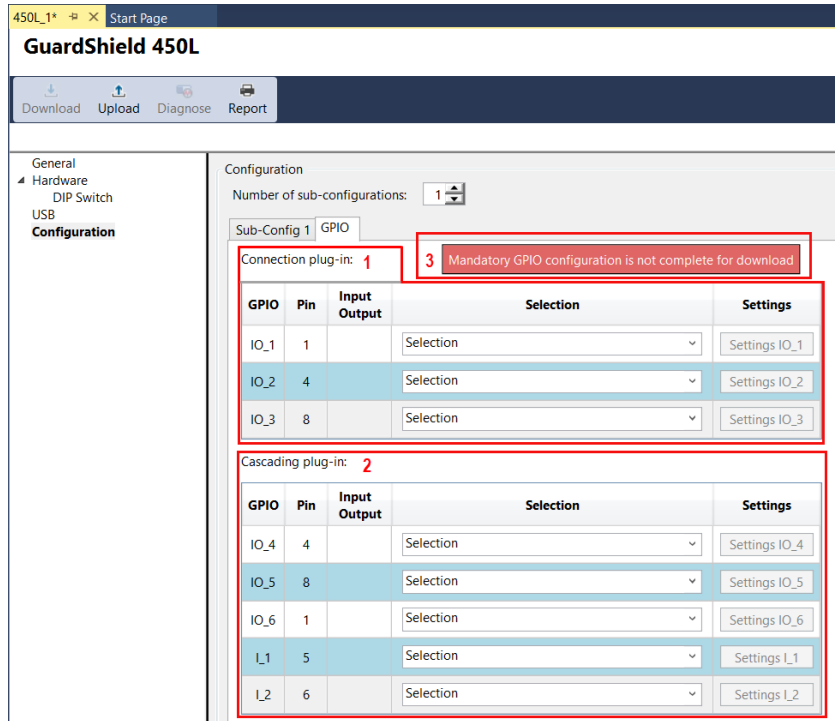 450L_1* Start Page
GuardShield 450L
Download Upload Diagnose Report
General
Hardware
DIP Switch
USB
Configuration
Configuration
Number of sub-configurations: 1
Sub-Config 1 GPIO
Connection plug-in: 1
3 Mandatory GPIO configuration is not complete for download
GPIO Pin Input Output Selection Settings
IO_1 1 Selection Settings IO_1
IO_2 4 Selection Settings IO_2
IO_3 8 Selection Settings IO_3
Cascading plug-in: 2
GPIO Pin Input Output Selection Settings
IO_4 4 Selection Settings IO_4
IO_5 8 Selection Settings IO_5
IO_6 1 Selection Settings IO_6
I_1 5 Selection Settings I_1
I_2 6 Selection Settings I_2